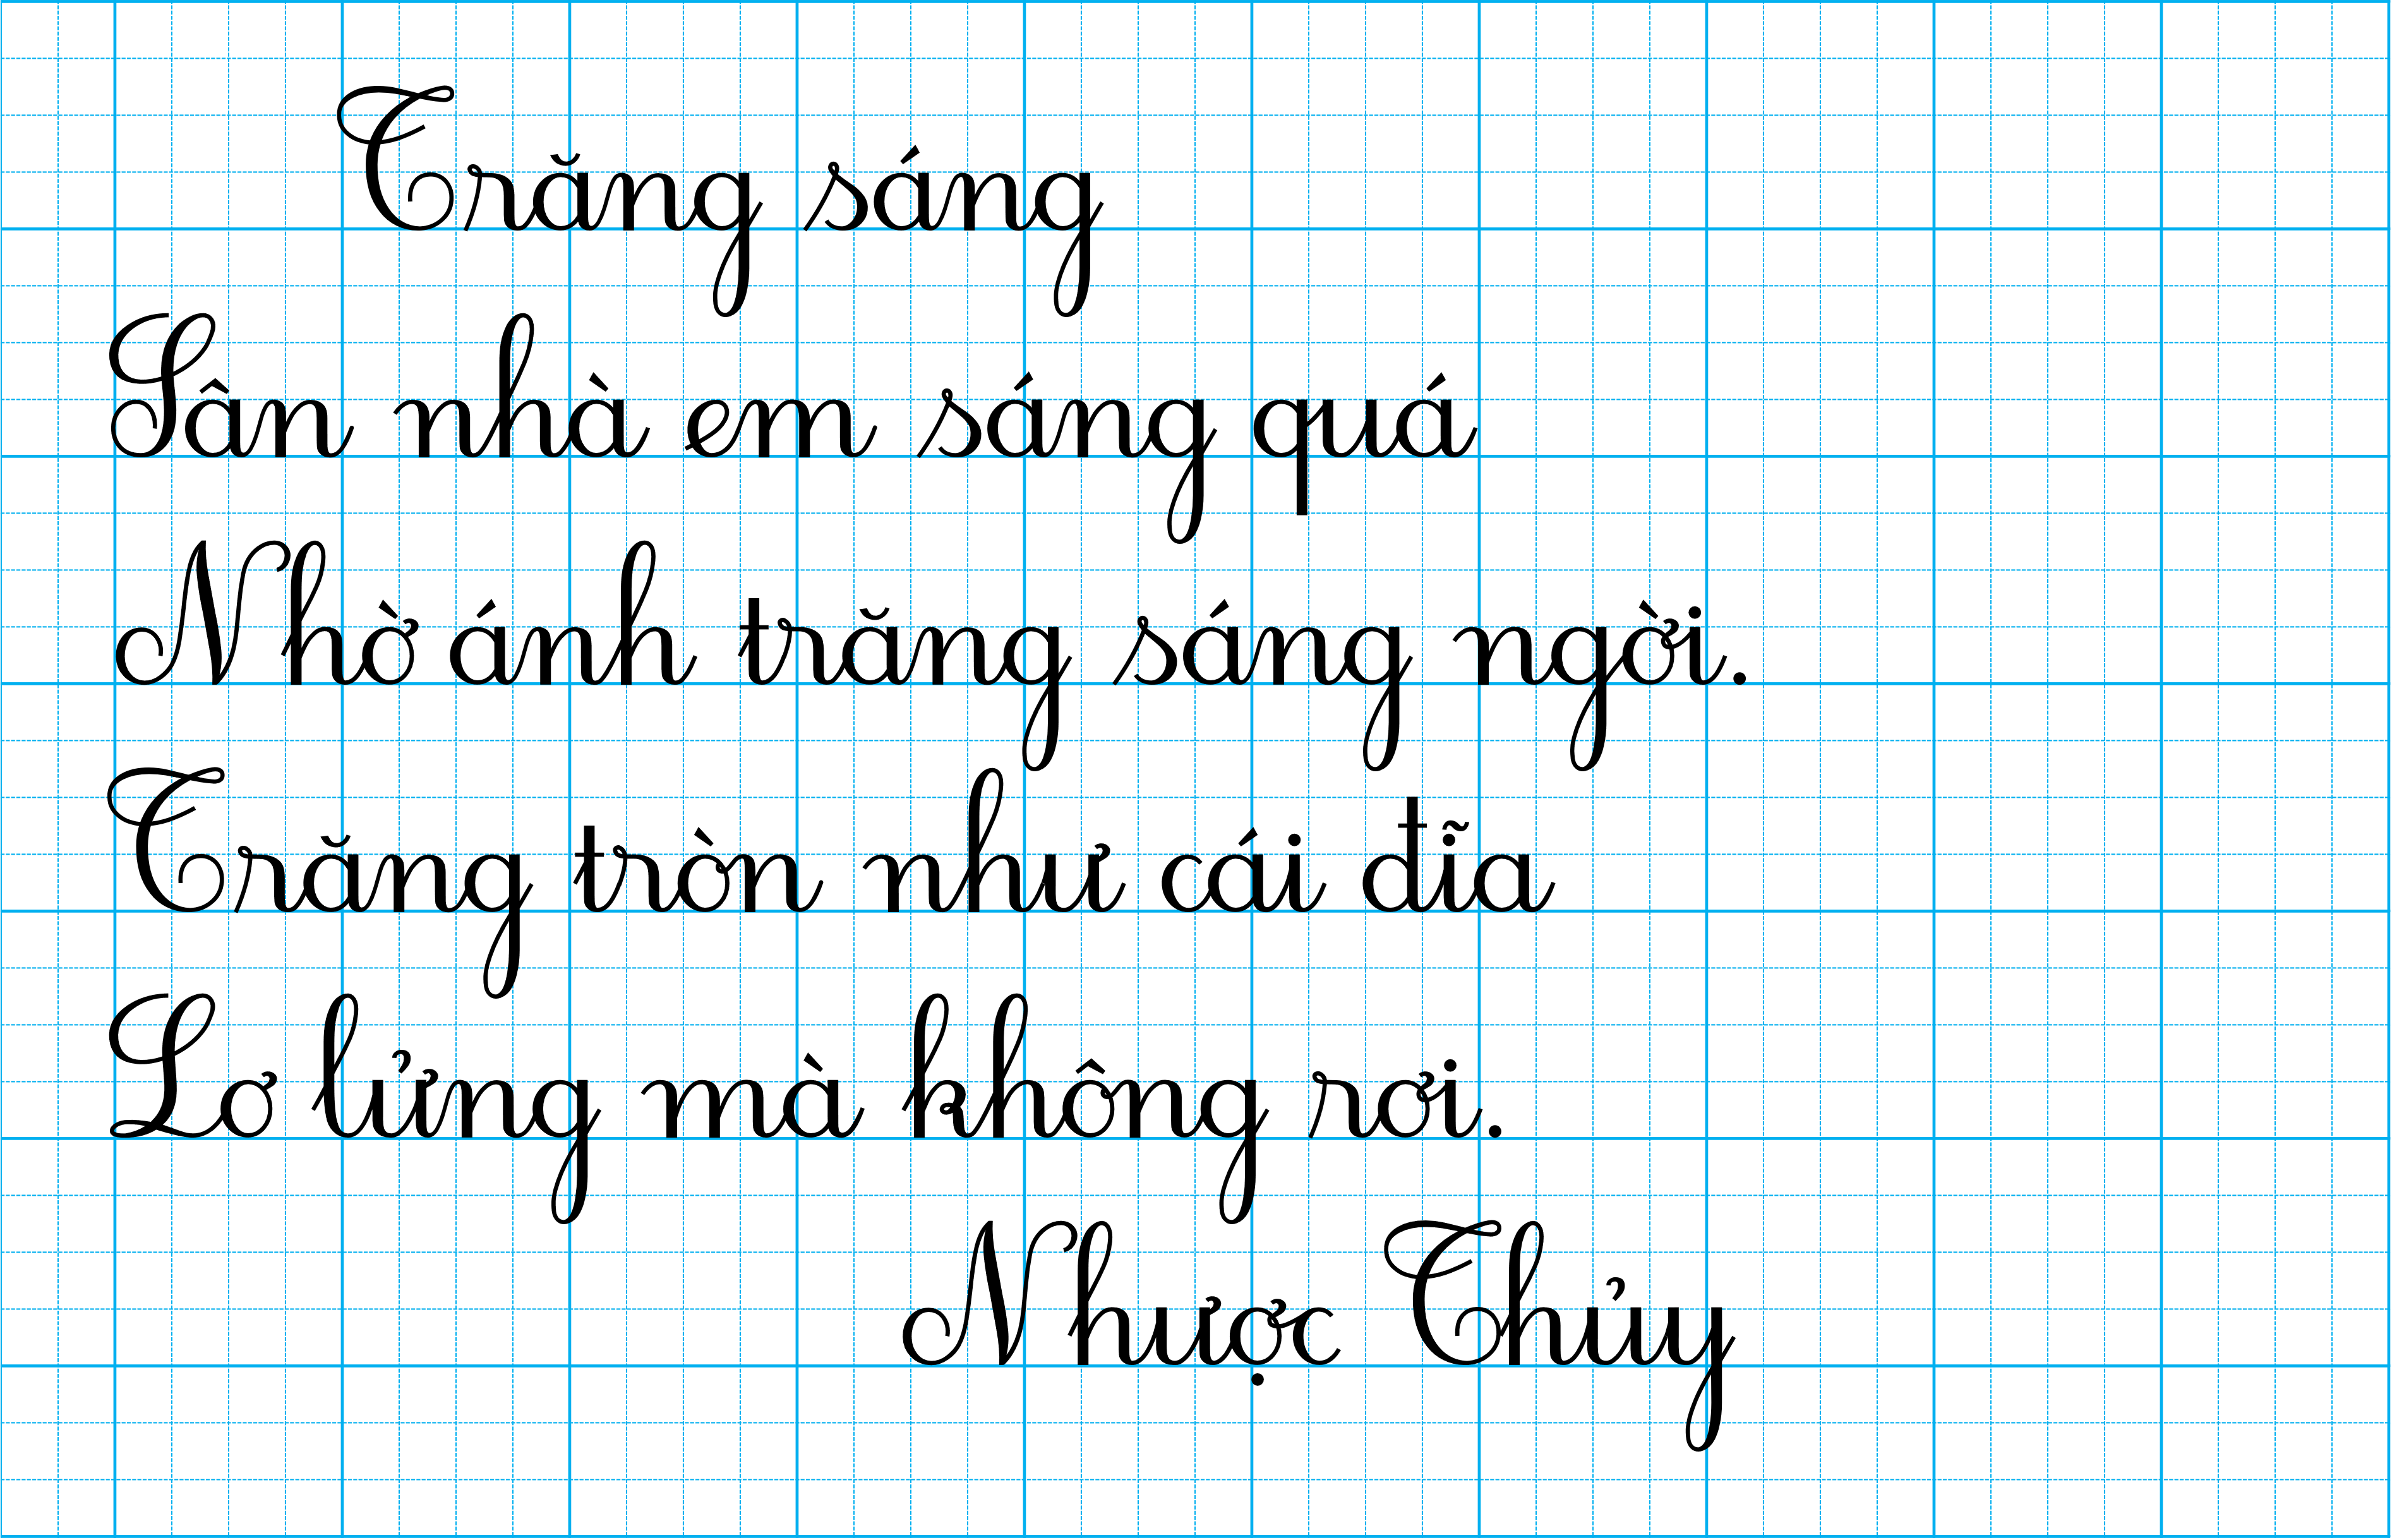 Trăng sáng
Sân nhà em sáng quá
Nhờ ánh trăng sáng ngời.
Trăng tròn như cái đĩa
Lơ lửng mà không rơi.
Nhược Thủy